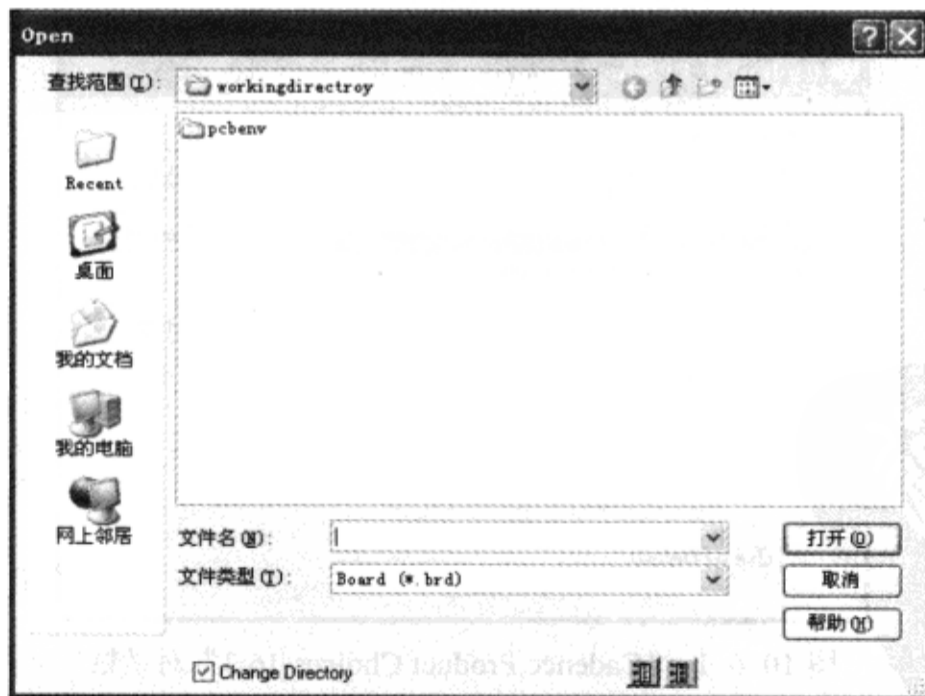 Open
查找范围(I):
workingdirectroy
pcbenv
Recent
桌面
我的文档
我的电脑
网上邻居
文件名(N):
文件类型(T):
Board (*.brd)
打开(O)
取消
帮助(H)
Change Directory